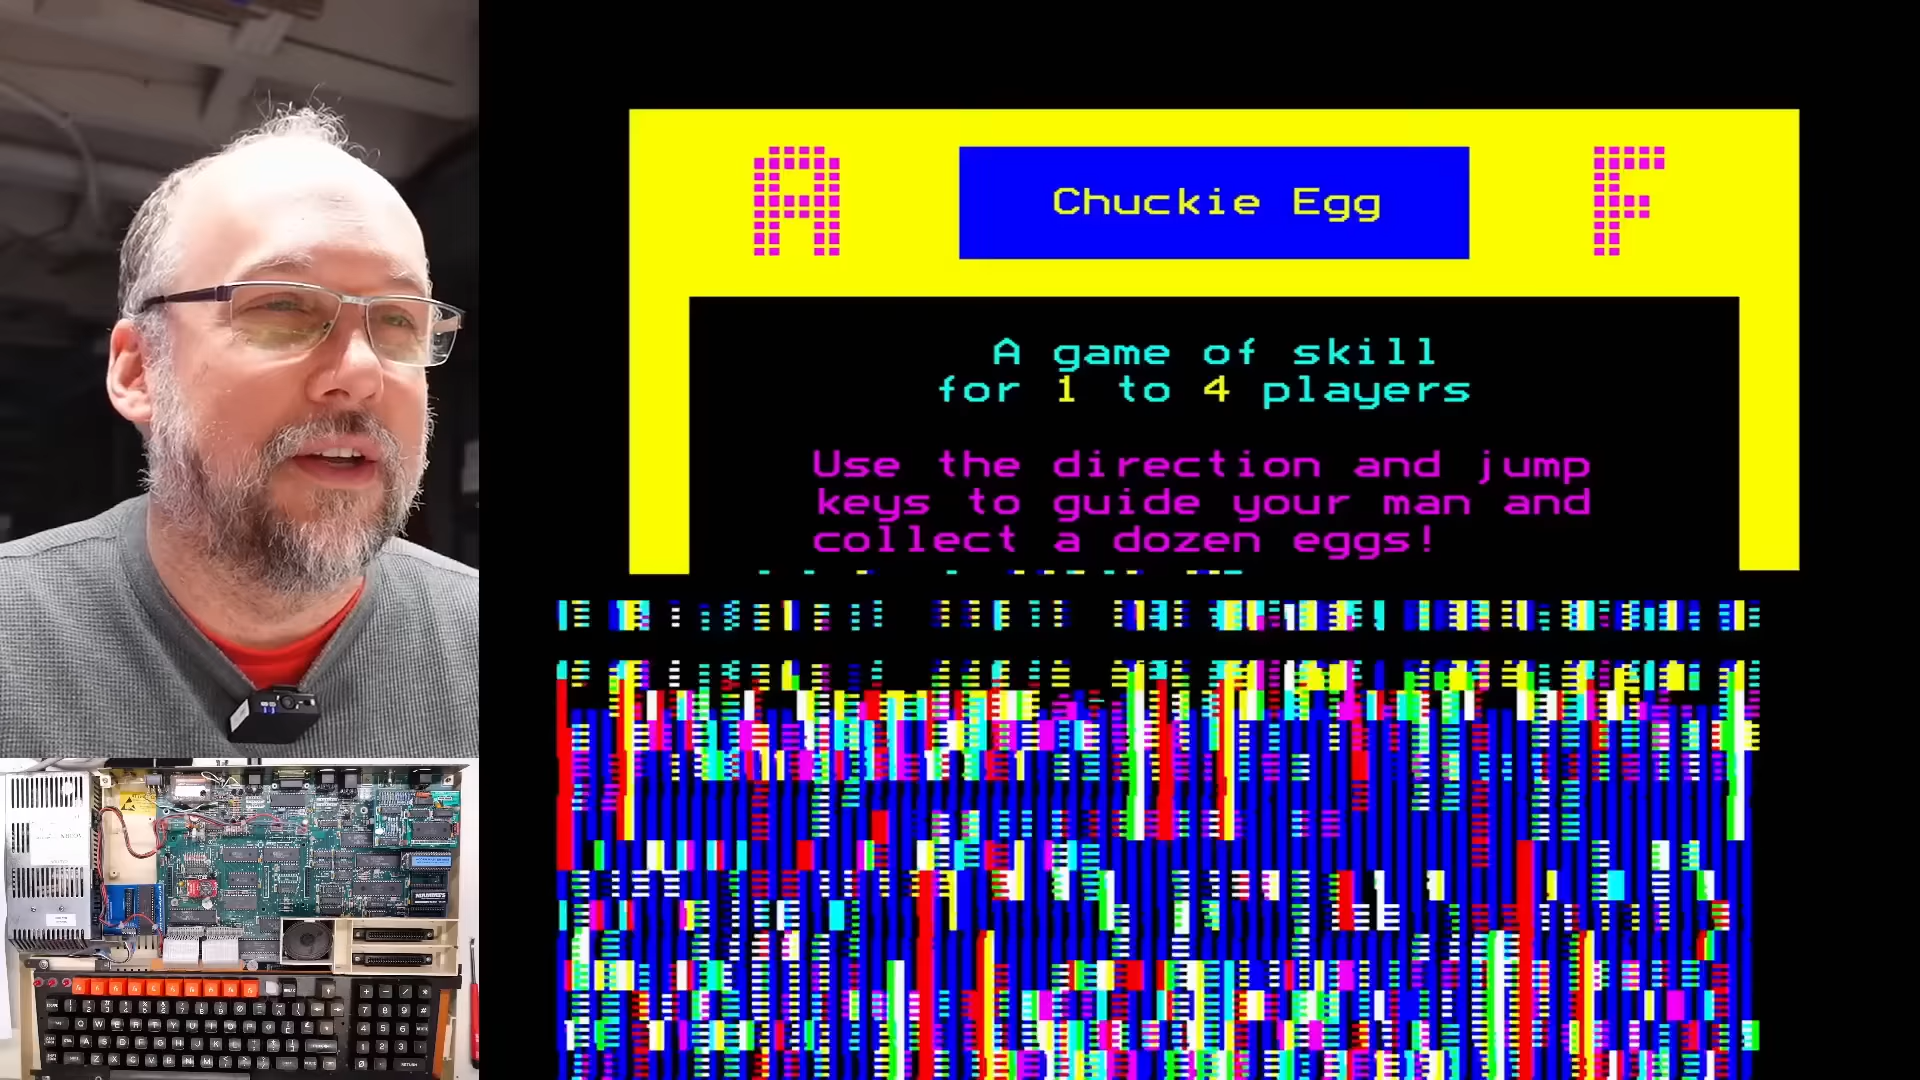 A Chuckie Egg F
A game of skill
for 1 to 4 players
Use the direction and jump
keys to guide your man and
collect a dozen eggs!